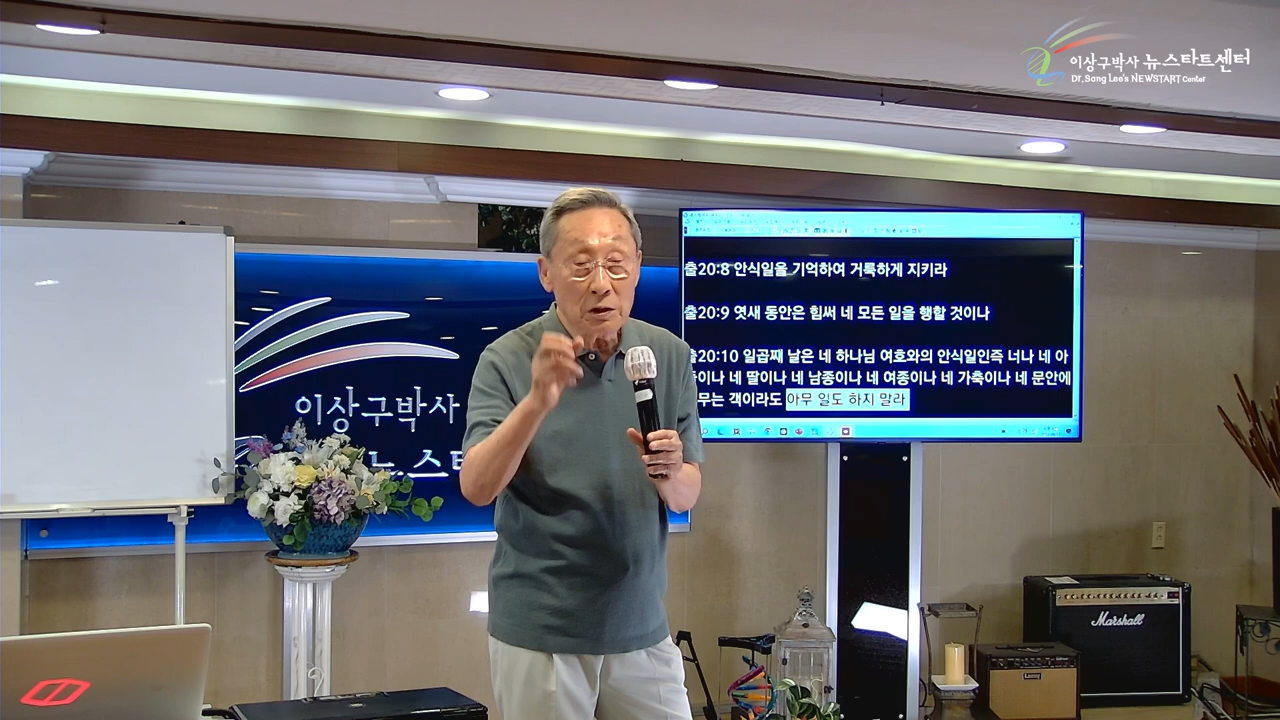 이상구박사 뉴스타트센터
Dr.Sang Lee's NEWSTART Center
출20:8 안식일을 기억하여 거룩하게 지키라
출20:9 엿새 동안은 힘써 네 모든 일을 행할 것이나
출20:10 일곱째 날은 네 하나님 여호와의 안식일인즉 너나 네 아
이나 네 딸이나 네 남종이나 네 여종이나 네 가축이나 네 문안에
무는 객이라도 아무 일도 하지 말라
이상구박사
뉴스타
Marshall
Laney